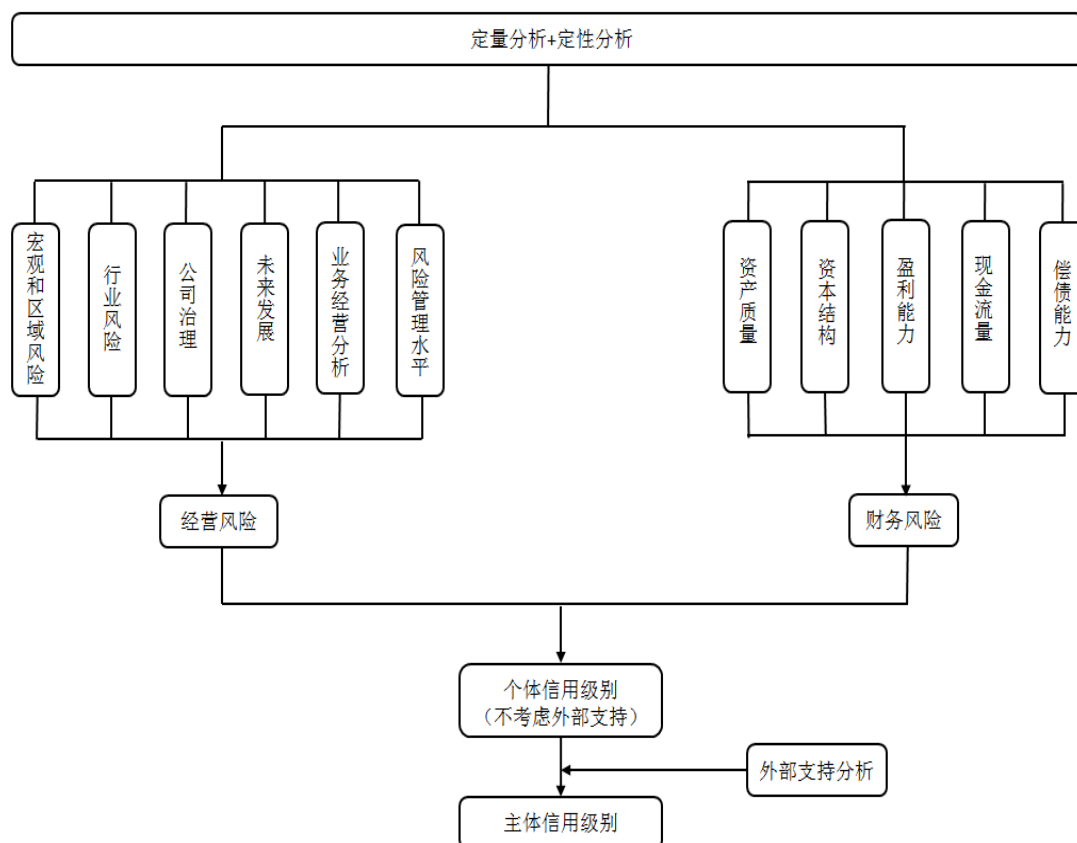 定量分析+定性分析
宏观和区域风险
行业风险
公司治理
未来发展
业务经营分析
风险管理水平
资产质量
资本结构
盈利能力
现金流量
偿债能力
经营风险
财务风险
个体信用级别
（不考虑外部支持）
外部支持分析
主体信用级别